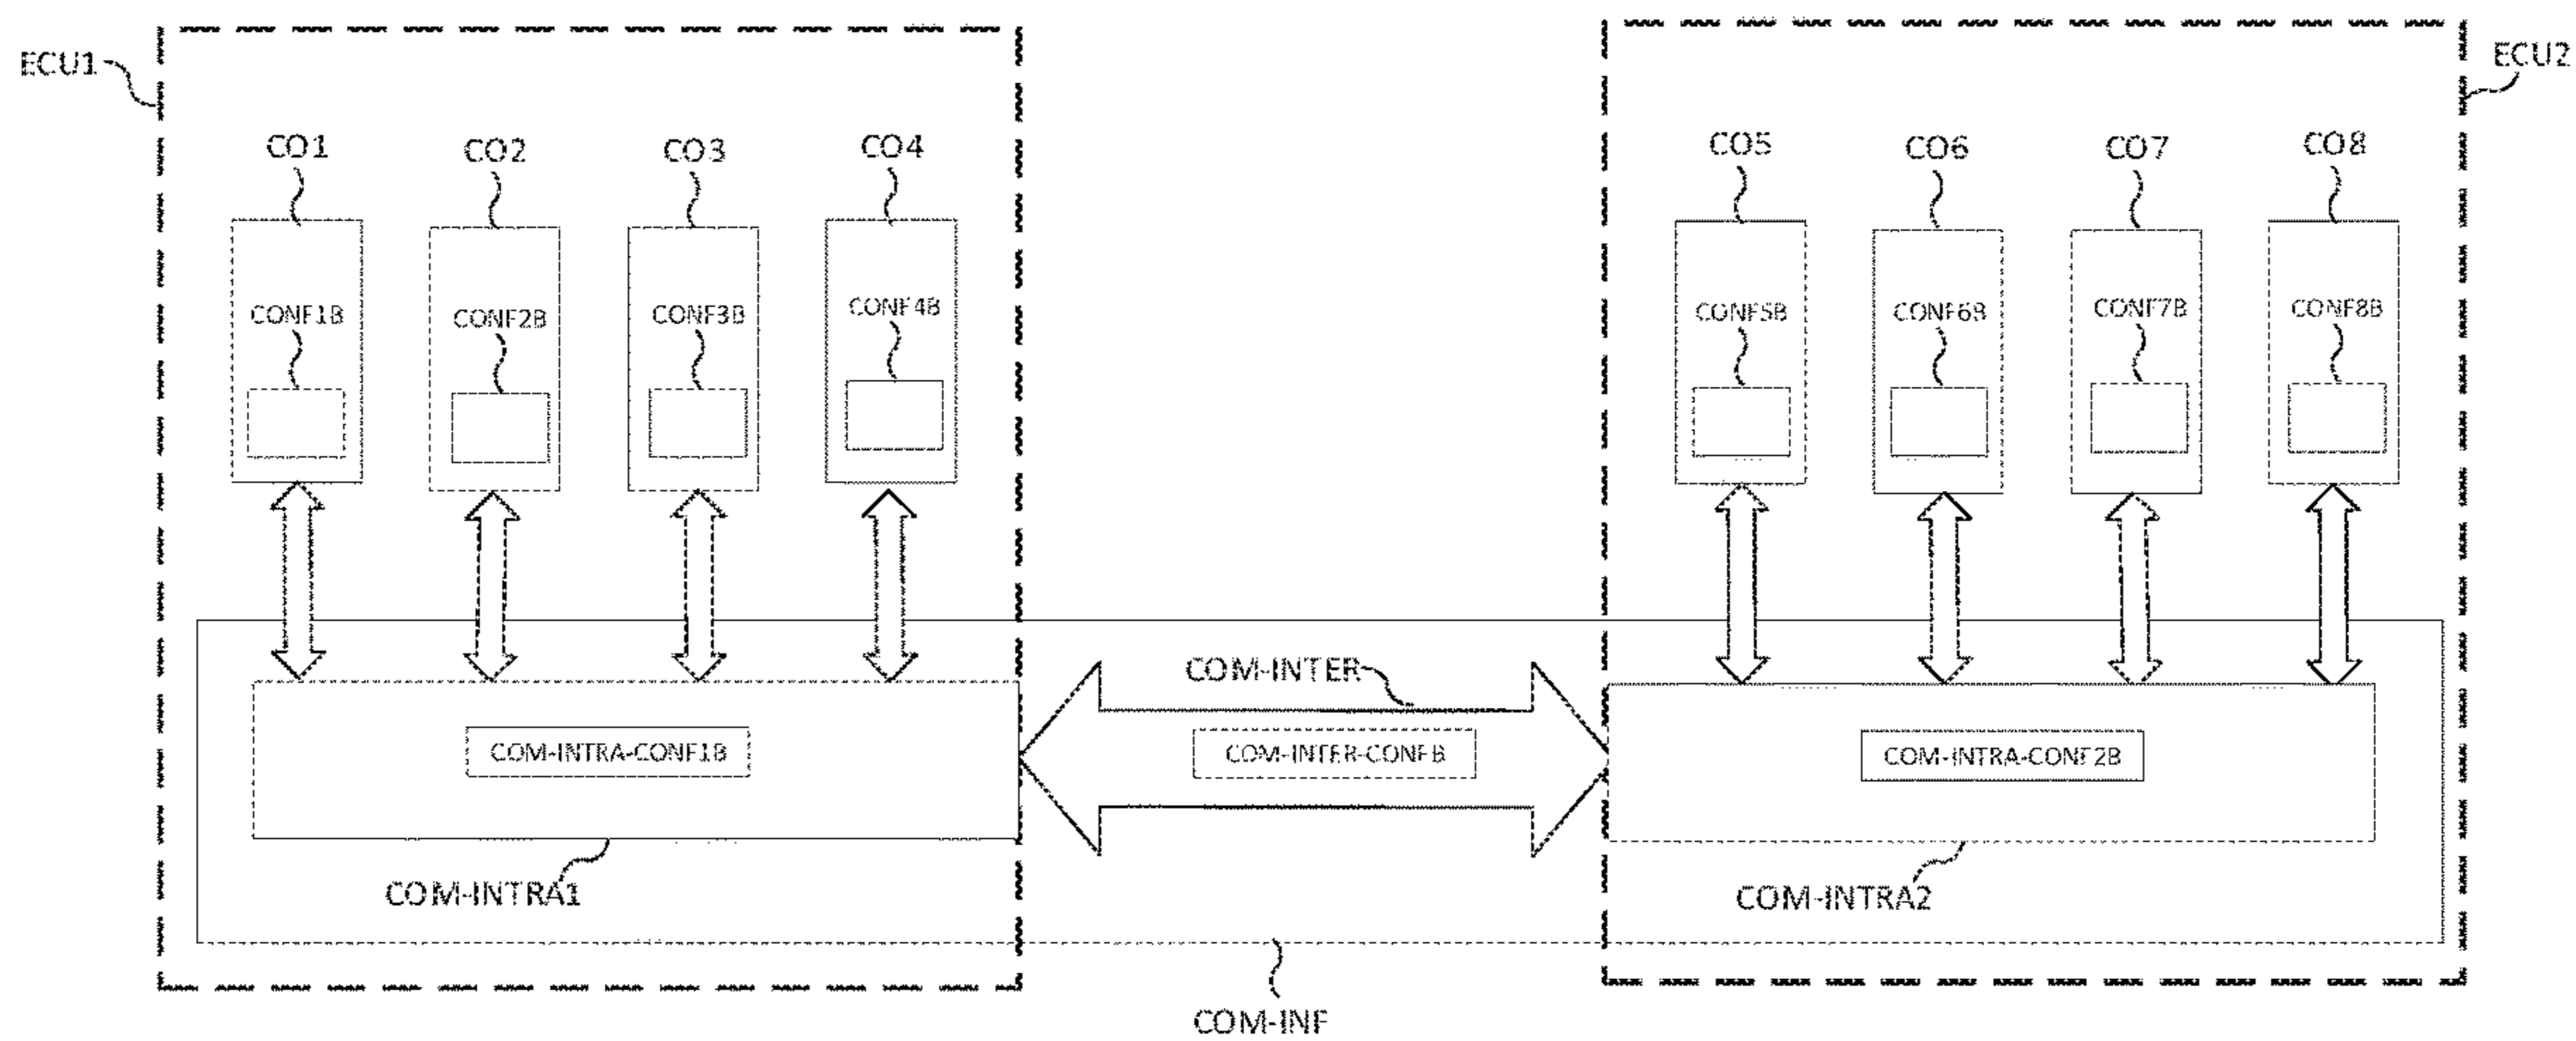 ECU1
ECU2
CO1 CO2 CO3 CO4
CO5 CO6 CO7 CO8
CONF1B CONF2B CONF3B CONF4B
CONF5B CONF6B CONF7B CONF8B
COM-INTER
COM-INTRA-CONF1B
COM-INTER-CONFB
COM-INTRA-CONF2B
COM-INTRA1
COM-INTRA2
COM-INF